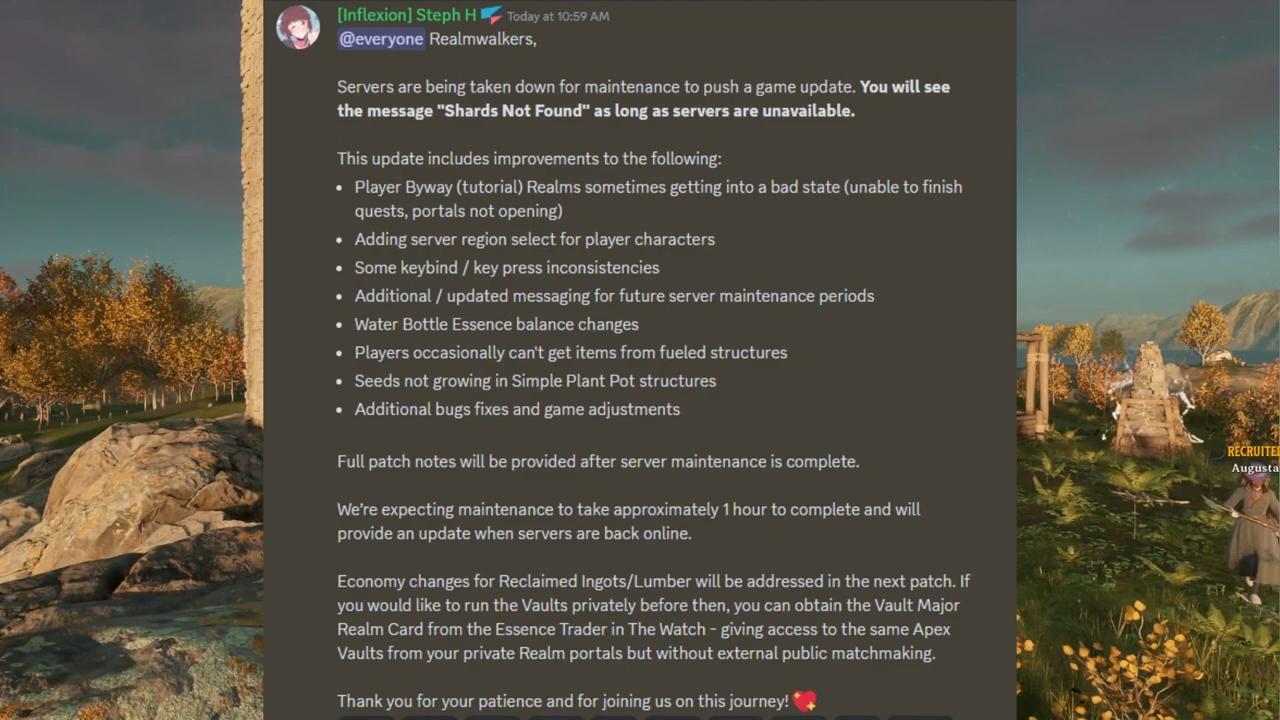 [Inflexion] Steph H Today at 10:59 AM
@everyone Realmwalkers,
Servers are being taken down for maintenance to push a game update. You will see
the message "Shards Not Found" as long as servers are unavailable.
This update includes improvements to the following:
• Player Byway (tutorial) Realms sometimes getting into a bad state (unable to finish
quests, portals not opening)
• Adding server region select for player characters
• Some keybind / key press inconsistencies
• Additional / updated messaging for future server maintenance periods
• Water Bottle Essence balance changes
• Players occasionally can't get items from fueled structures
• Seeds not growing in Simple Plant Pot structures
• Additional bugs fixes and game adjustments
Full patch notes will be provided after server maintenance is complete.
We're expecting maintenance to take approximately 1 hour to complete and will
provide an update when servers are back online.
Economy changes for Reclaimed Ingots/Lumber will be addressed in the next patch. If
you would like to run the Vaults privately before then, you can obtain the Vault Major
Realm Card from the Essence Trader in The Watch - giving access to the same Apex
Vaults from your private Realm portals but without external public matchmaking.
Thank you for your patience and for joining us on this journey! 💖
RECRUITE
Augusta